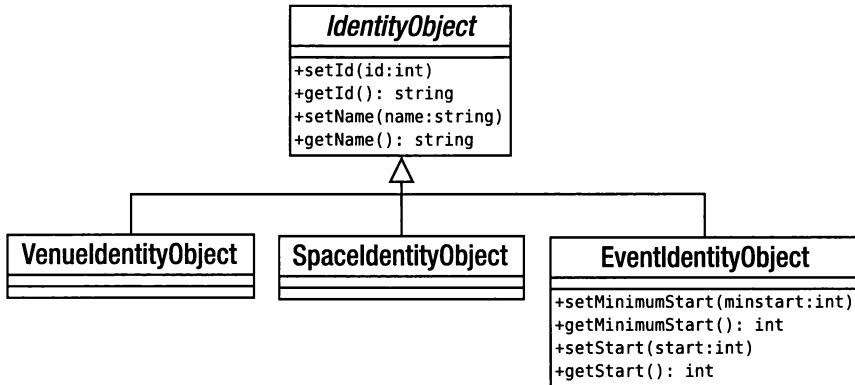 IdentityObject
+setId(id:int)
+getId(): string
+setName(name:string)
+getName(): string
VenueIdentityObject
SpaceIdentityObject
EventIdentityObject
+setMinimumStart(minstart:int)
+getMinimumStart(): int
+setStart(start:int)
+getStart(): int